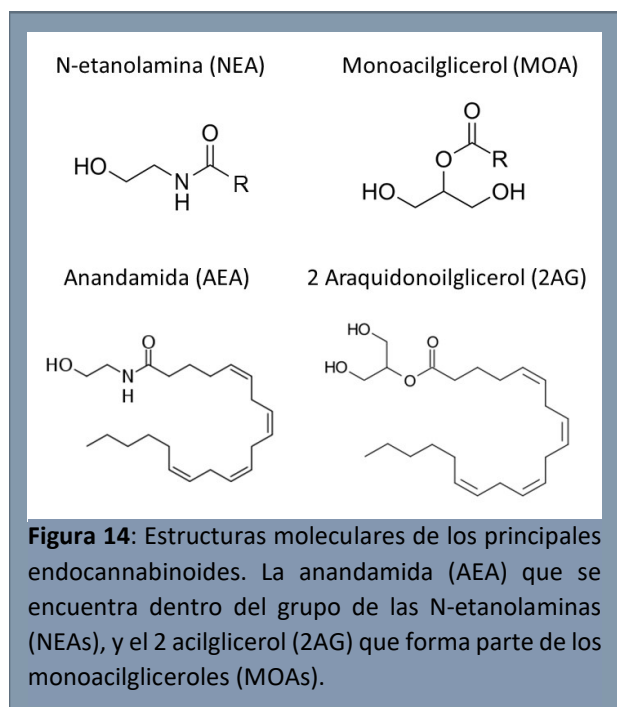 N-etanolamina (NEA)
Monoacilglicerol (MOA)
O
HO
N
H
R
O
O
R
HO
OH
Anandamida (AEA)
2 Araquidonoilglicerol (2AG)
HO
O
N
H
HO
HO
O
O
Figura 14: Estructuras moleculares de los principales
endocannabinoides. La anandamida (AEA) que se
encuentra dentro del grupo de las N-etanolaminas
(NEAs), y el 2 acilglicerol (2AG) que forma parte de los
monoacilgliceroles (MOAs).